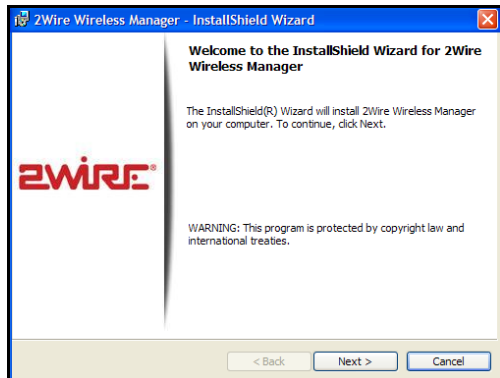 2Wire Wireless Manager - InstallShield Wizard
Welcome to the InstallShield Wizard for 2Wire
Wireless Manager
The InstallShield(R) Wizard will install 2Wire Wireless Manager
on your computer. To continue, click Next.
2WIRE®
WARNING: This program is protected by copyright law and
international treaties.
< Back
Next >
Cancel